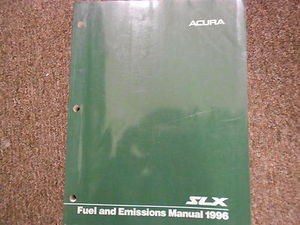 ACURA
SLX
Fuel and Emissions Manual 1996